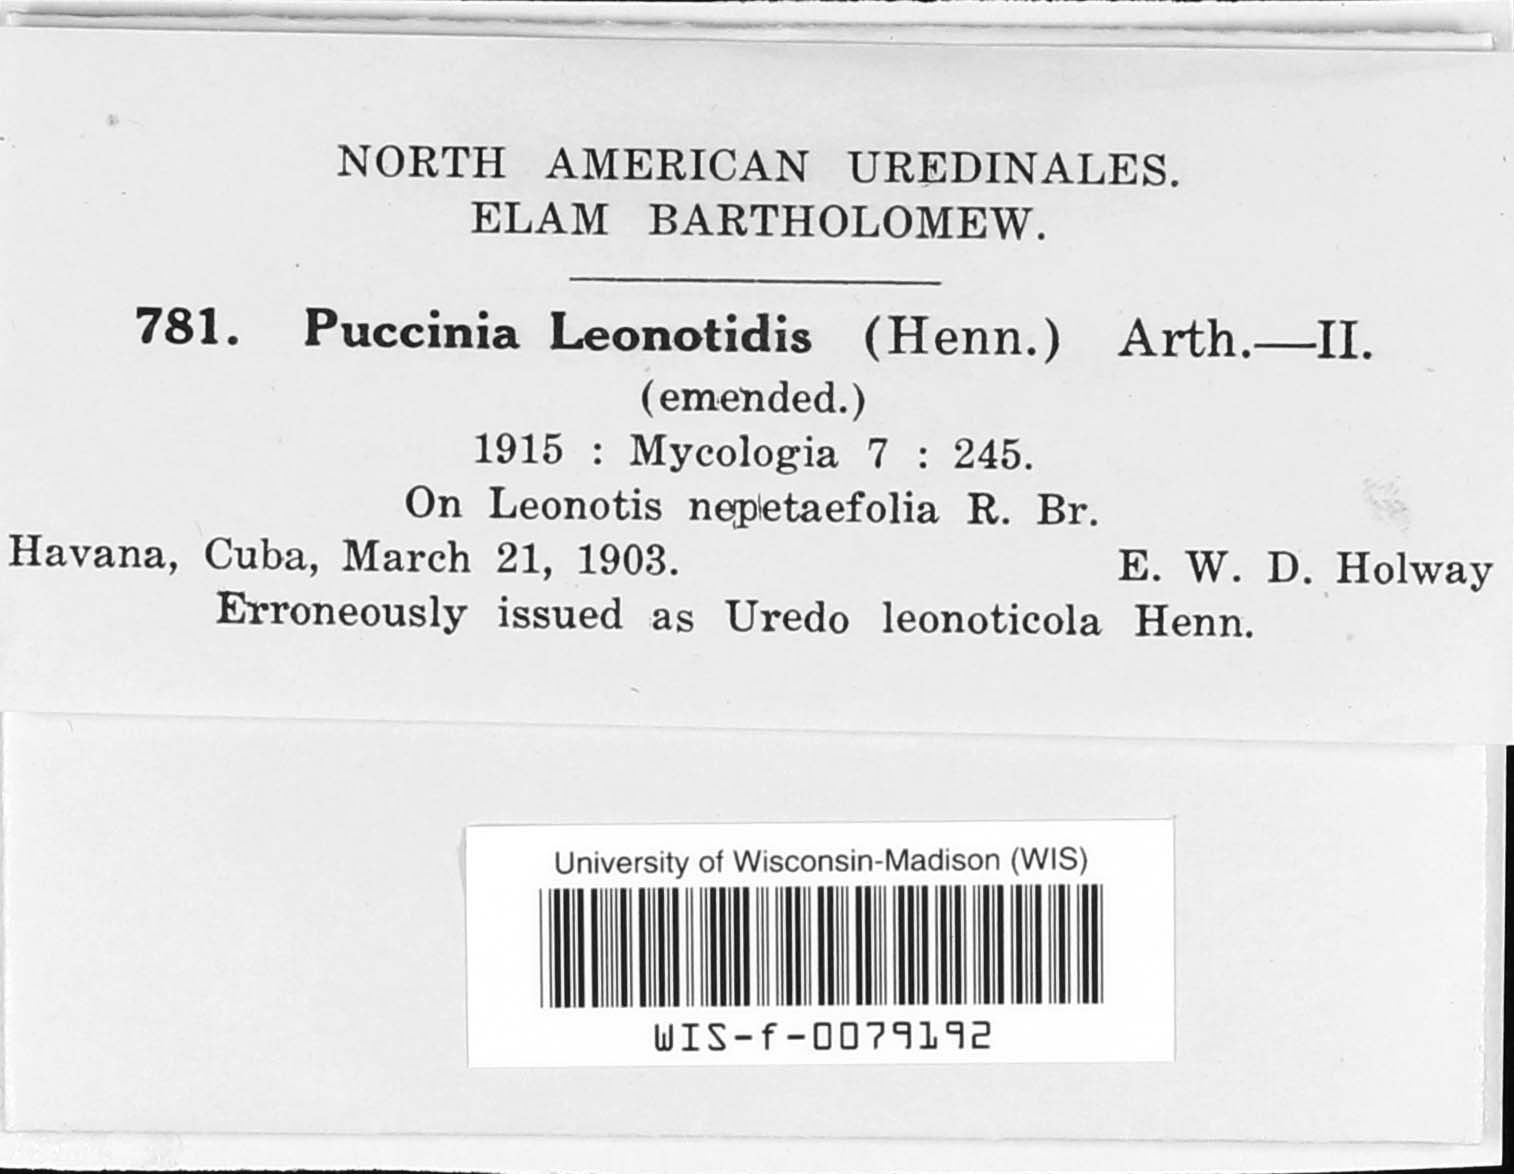 NORTH AMERICAN UREDINALES.
ELAM BARTHOLOMEW.
781. Puccinia Leonotidis (Henn.) Arth.—II.
(emended.)
1915 : Mycologia 7 : 245.
On Leonotis nepetaefolia R. Br.
Havana, Cuba, March 21, 1903. E. W. D. Holway
Erroneously issued as Uredo leonoticola Henn.
University of Wisconsin-Madison (WIS)
WIS-f-0079192